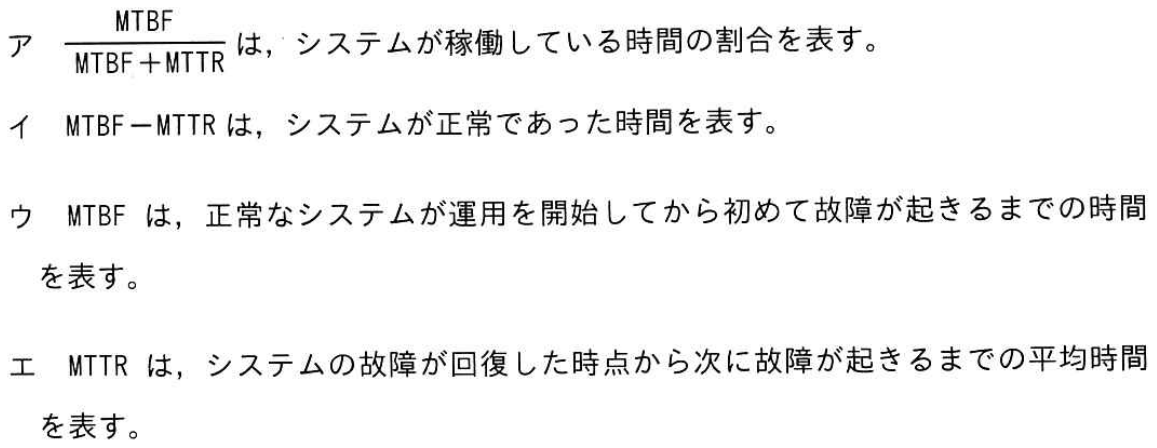 ア MTBF/(MTBF+MTTR) は，システムが稼働している時間の割合を表す。
イ MTBF−MTTR は，システムが正常であった時間を表す。
ウ MTBF は，正常なシステムが運用を開始してから初めて故障が起きるまでの時間
を表す。
エ MTTR は，システムの故障が回復した時点から次に故障が起きるまでの平均時間
を表す。